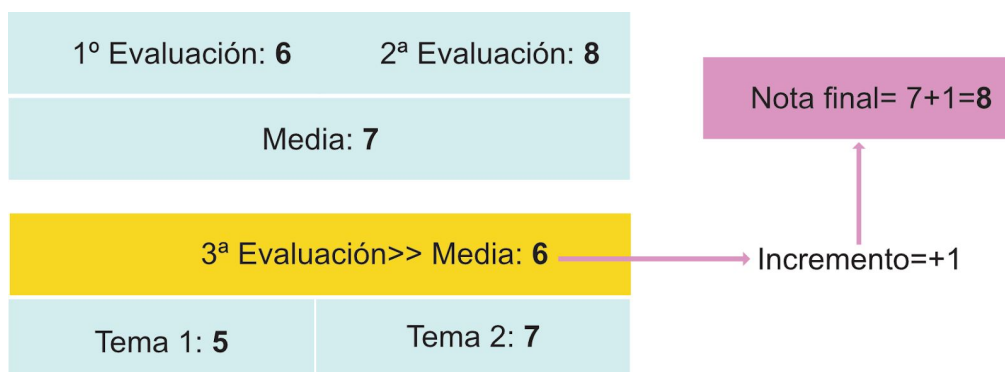 1º Evaluación: 6
2ª Evaluación: 8
Media: 7
Nota final= 7+1=8
3ª Evaluación>> Media: 6
Incremento=+1
Tema 1: 5
Tema 2: 7